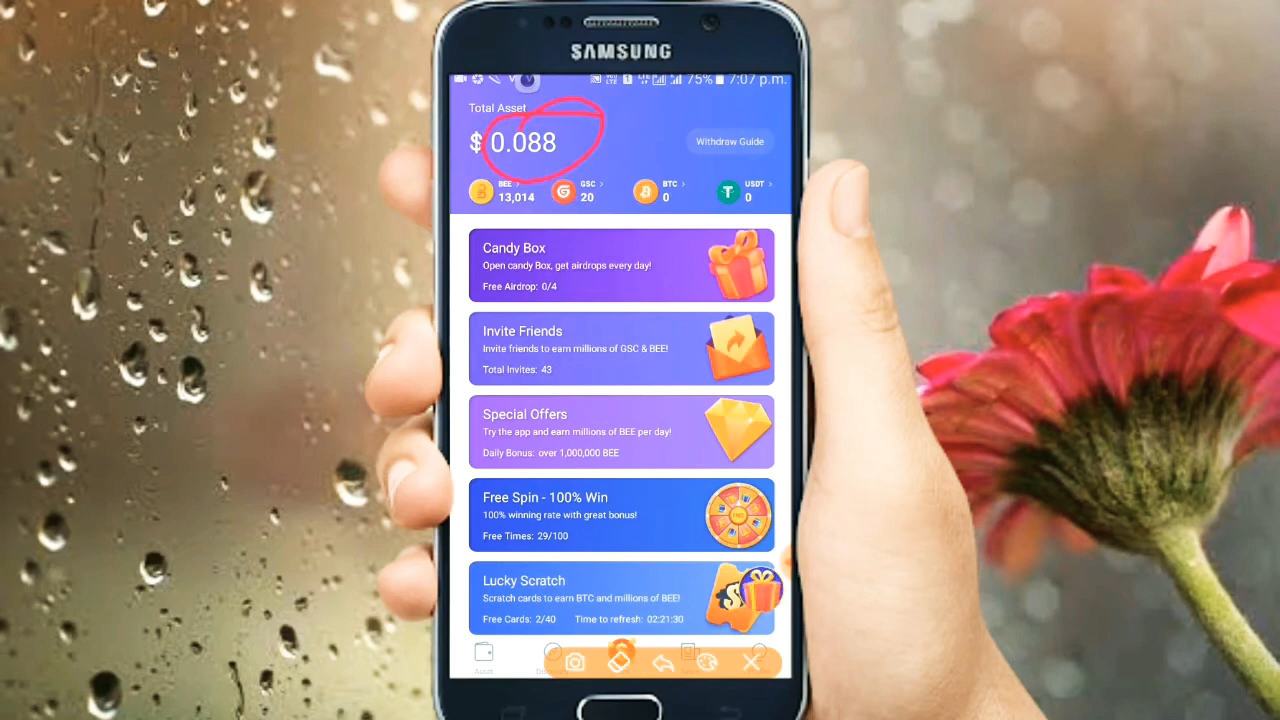 SAMSUNG
75% 7:07 p.m.
Total Asset
$ 0.088
Withdraw Guide
BEE >
13,014
GSC >
20
BTC >
0
USDT >
0
Candy Box
Open candy Box, get airdrops every day!
Free Airdrop: 0/4
Invite Friends
Invite friends to earn millions of GSC & BEE!
Total Invites: 43
Special Offers
Try the app and earn millions of BEE per day!
Daily Bonus: over 1,000,000 BEE
Free Spin - 100% Win
100% winning rate with great bonus!
Free Times: 29/100
Lucky Scratch
Scratch cards to earn BTC and millions of BEE!
Free Cards: 2/40 Time to refresh: 02:21:30
Asset